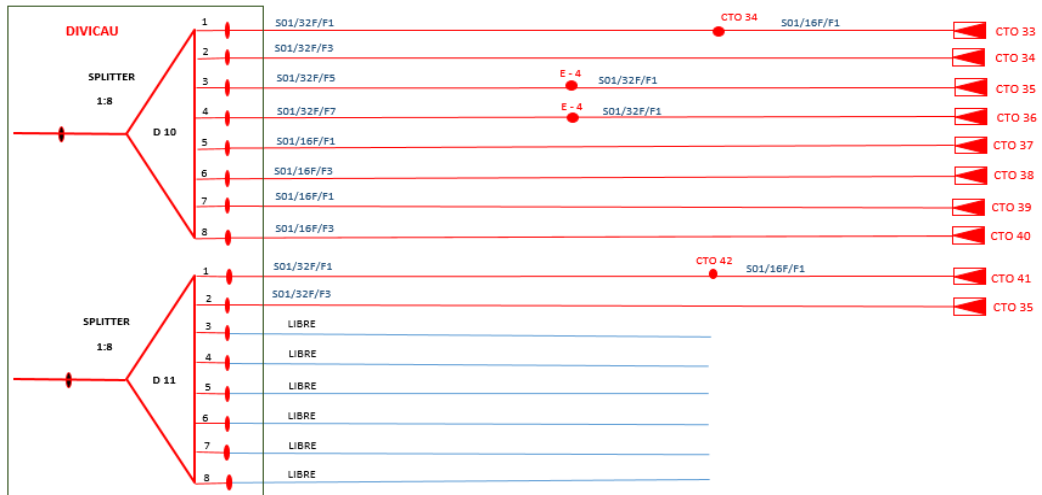 DIVICAU
SPLITTER
1:8
D 10
1 S01/32F/F1 CTO 34 S01/16F/F1 CTO 33
2 S01/32F/F3 CTO 34
3 S01/32F/F5 E - 4 S01/32F/F1 CTO 35
4 S01/32F/F7 E - 4 S01/32F/F1 CTO 36
5 S01/16F/F1 CTO 37
6 S01/16F/F3 CTO 38
7 S01/16F/F1 CTO 39
8 S01/16F/F3 CTO 40
SPLITTER
1:8
D 11
1 S01/32F/F1 CTO 42 S01/16F/F1 CTO 41
2 S01/32F/F3 CTO 35
3 LIBRE
4 LIBRE
5 LIBRE
6 LIBRE
7 LIBRE
8 LIBRE